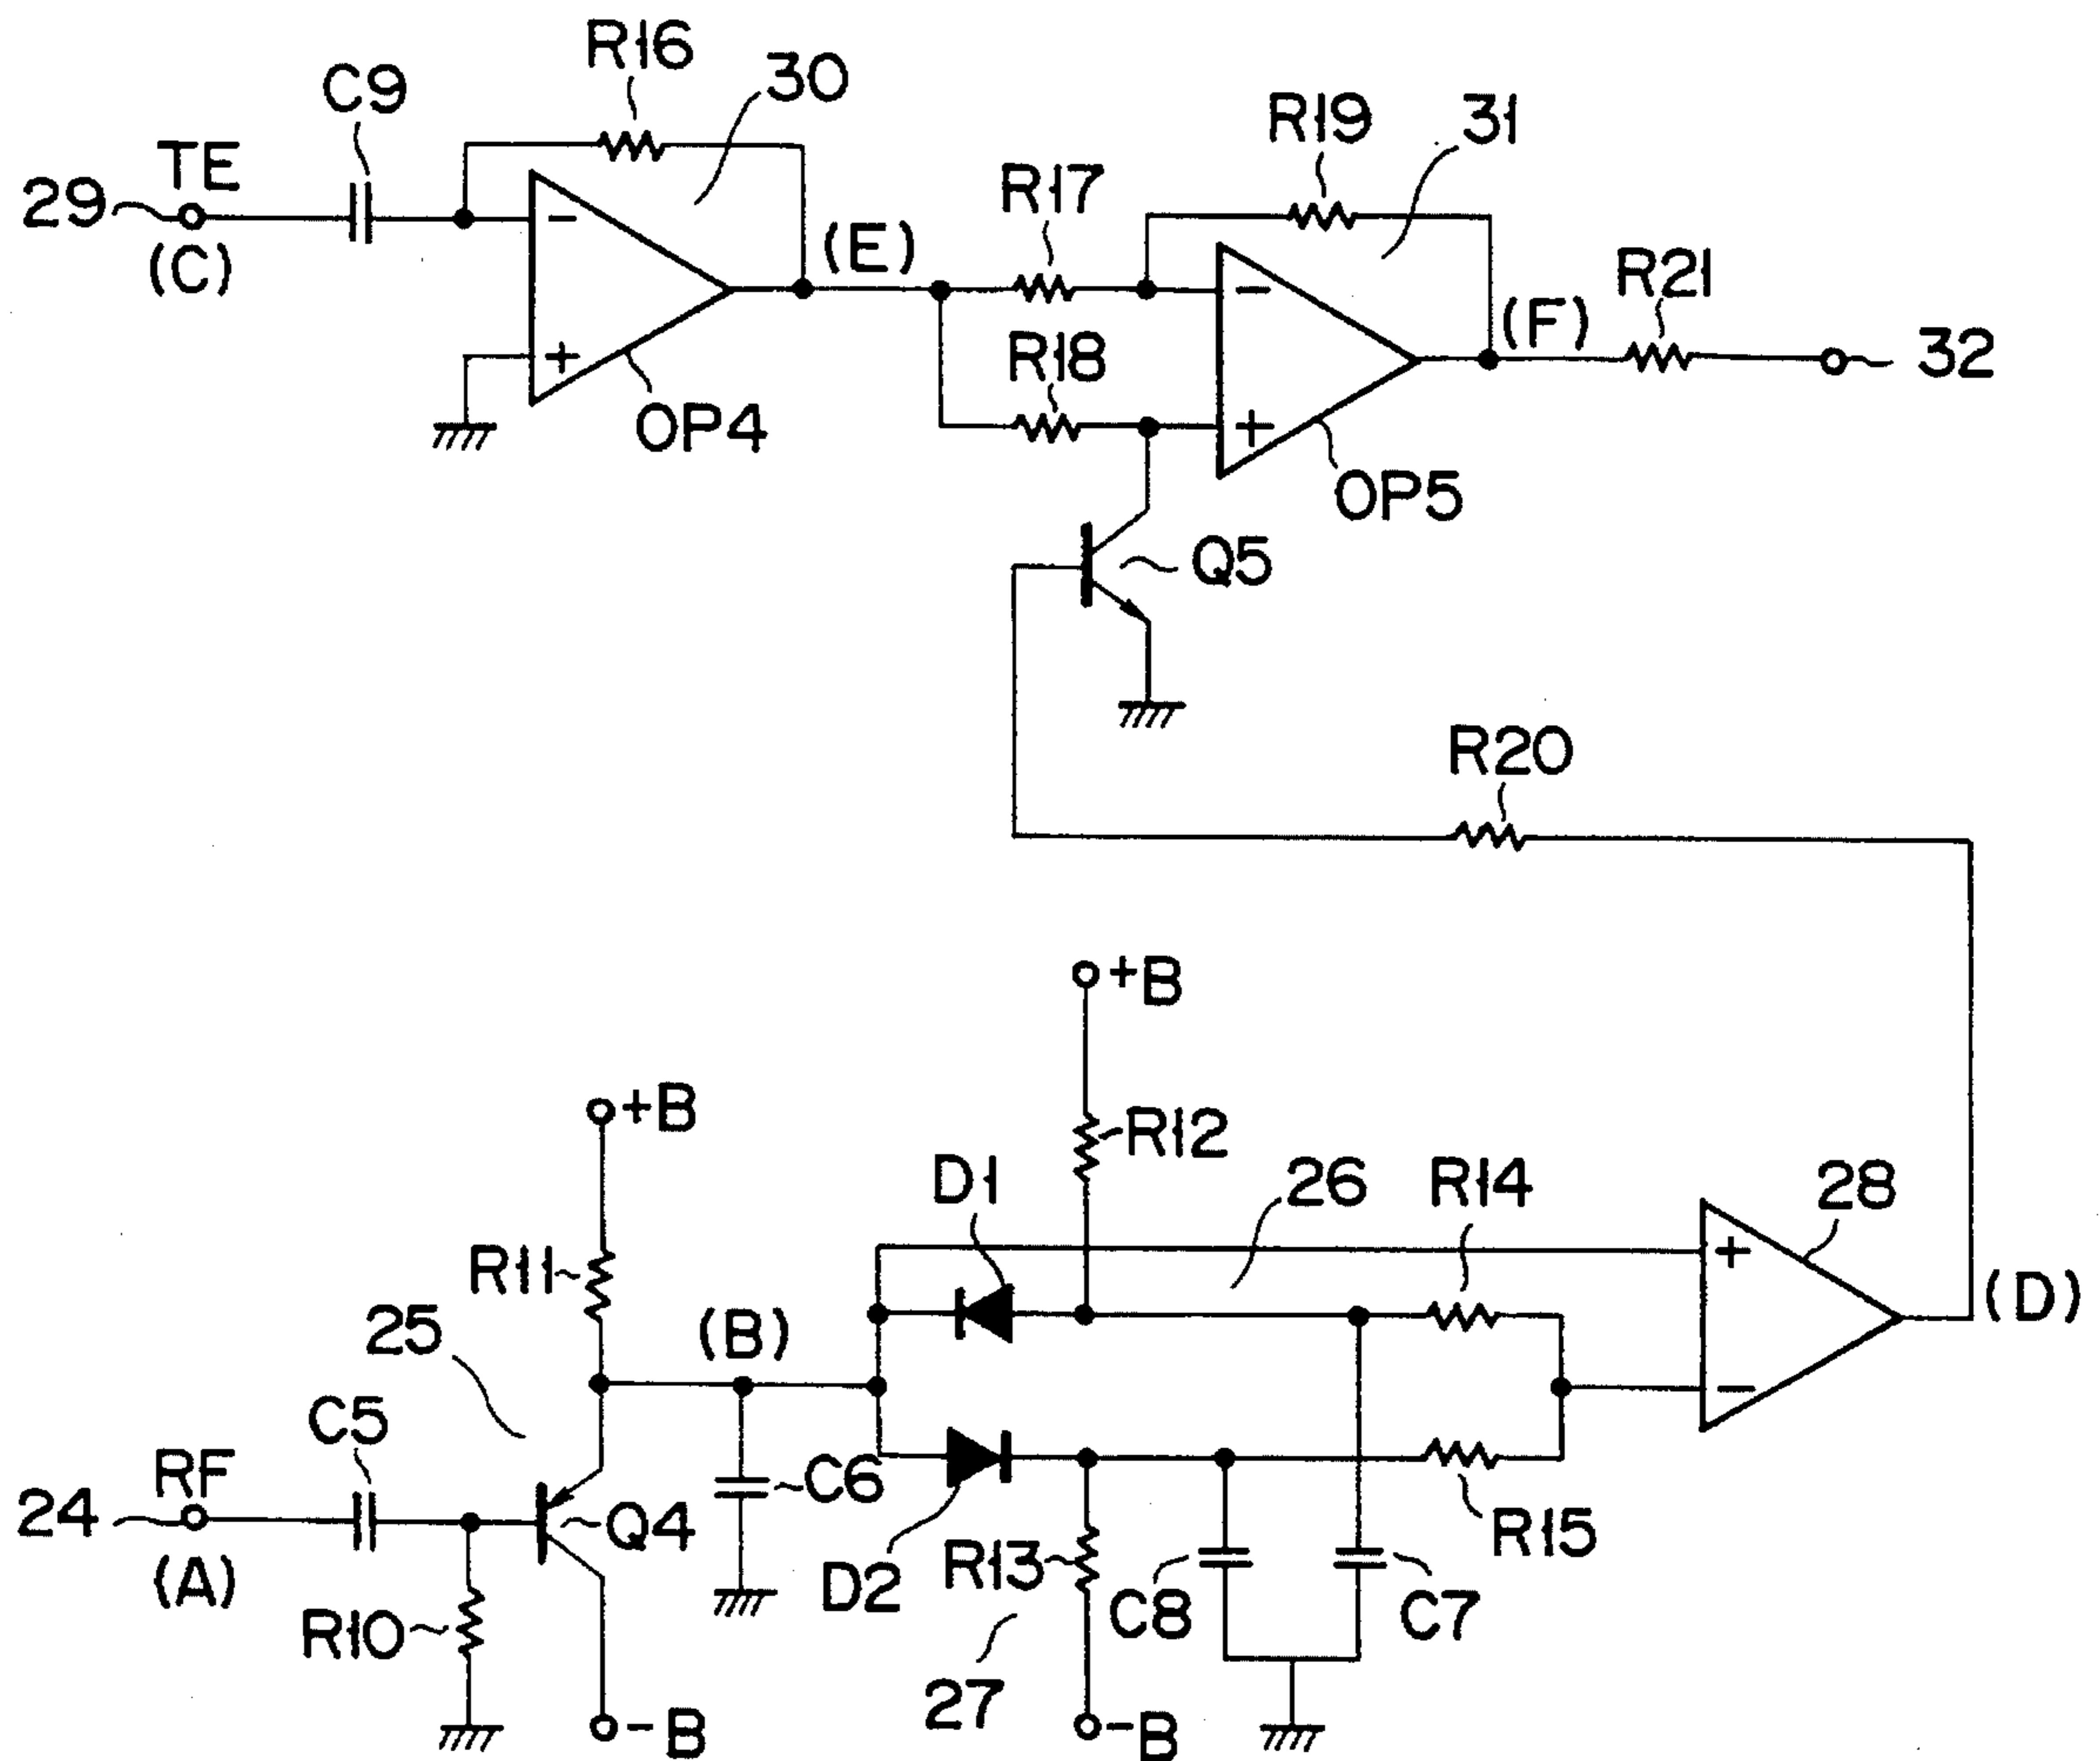 R16
30
C9
R19
31
TE
29
R17
(E)
(C)
R21
−
−
(F)
R18
32
+
OP4
+
OP5
Q5
R20
+B
+B
R12
D1
26
R14
28
R11
+
25
(B)
(D)
C5
−
RF
C6
24
Q4
R15
(A)
D2
R13
C8
C7
R10
27
-B
-B